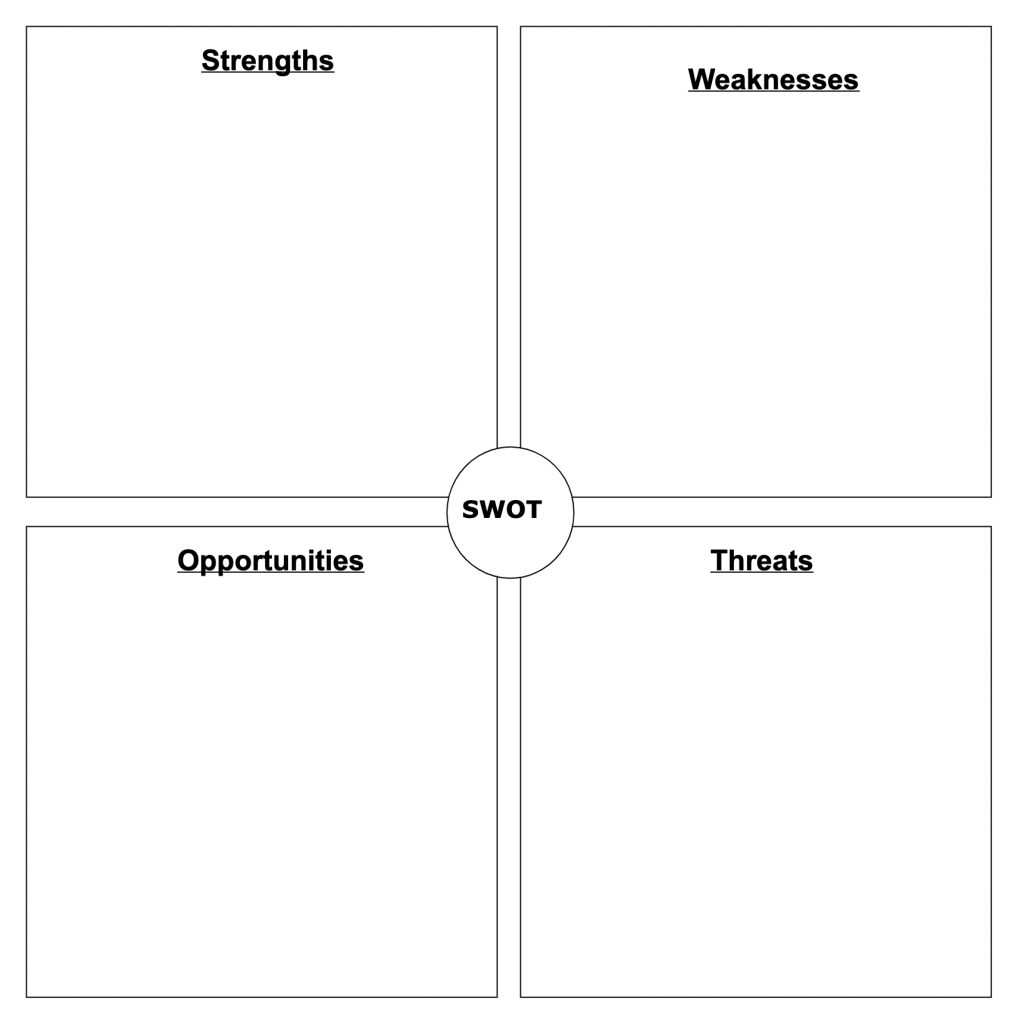 Strengths
Weaknesses
SWOT
Opportunities
Threats